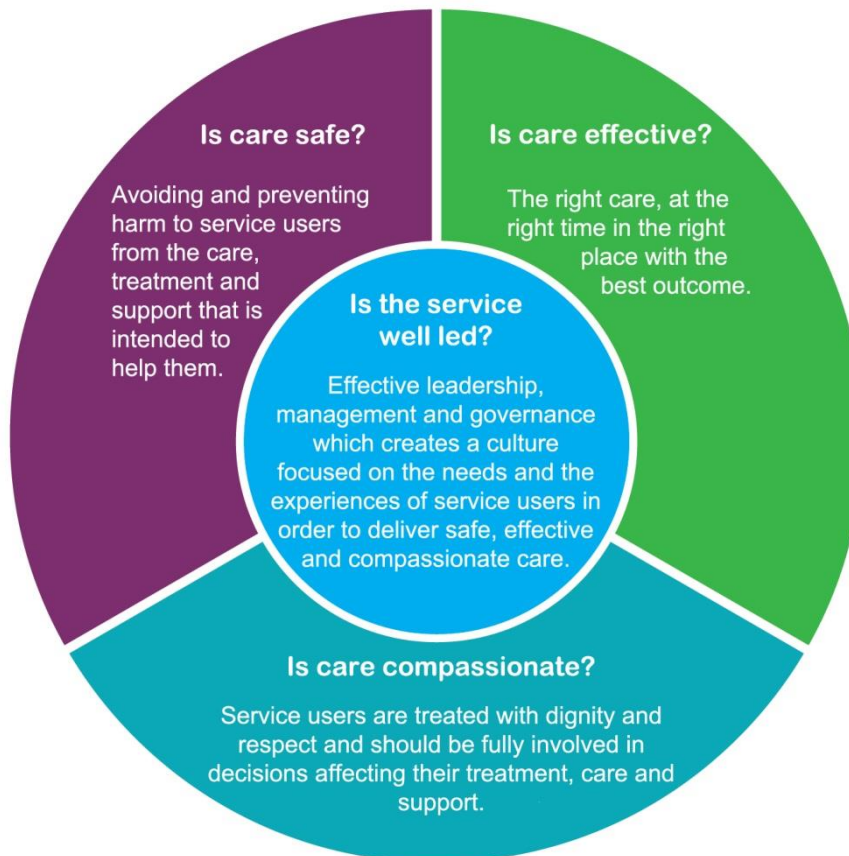 Is care safe?
Avoiding and preventing
harm to service users
from the care,
treatment and
support that is
intended to
help them.
Is care effective?
The right care, at the
right time in the right
place with the
best outcome.
Is the service
well led?
Effective leadership,
management and governance
which creates a culture
focused on the needs and the
experiences of service users in
order to deliver safe, effective
and compassionate care.
Is care compassionate?
Service users are treated with dignity and
respect and should be fully involved in
decisions affecting their treatment, care and
support.